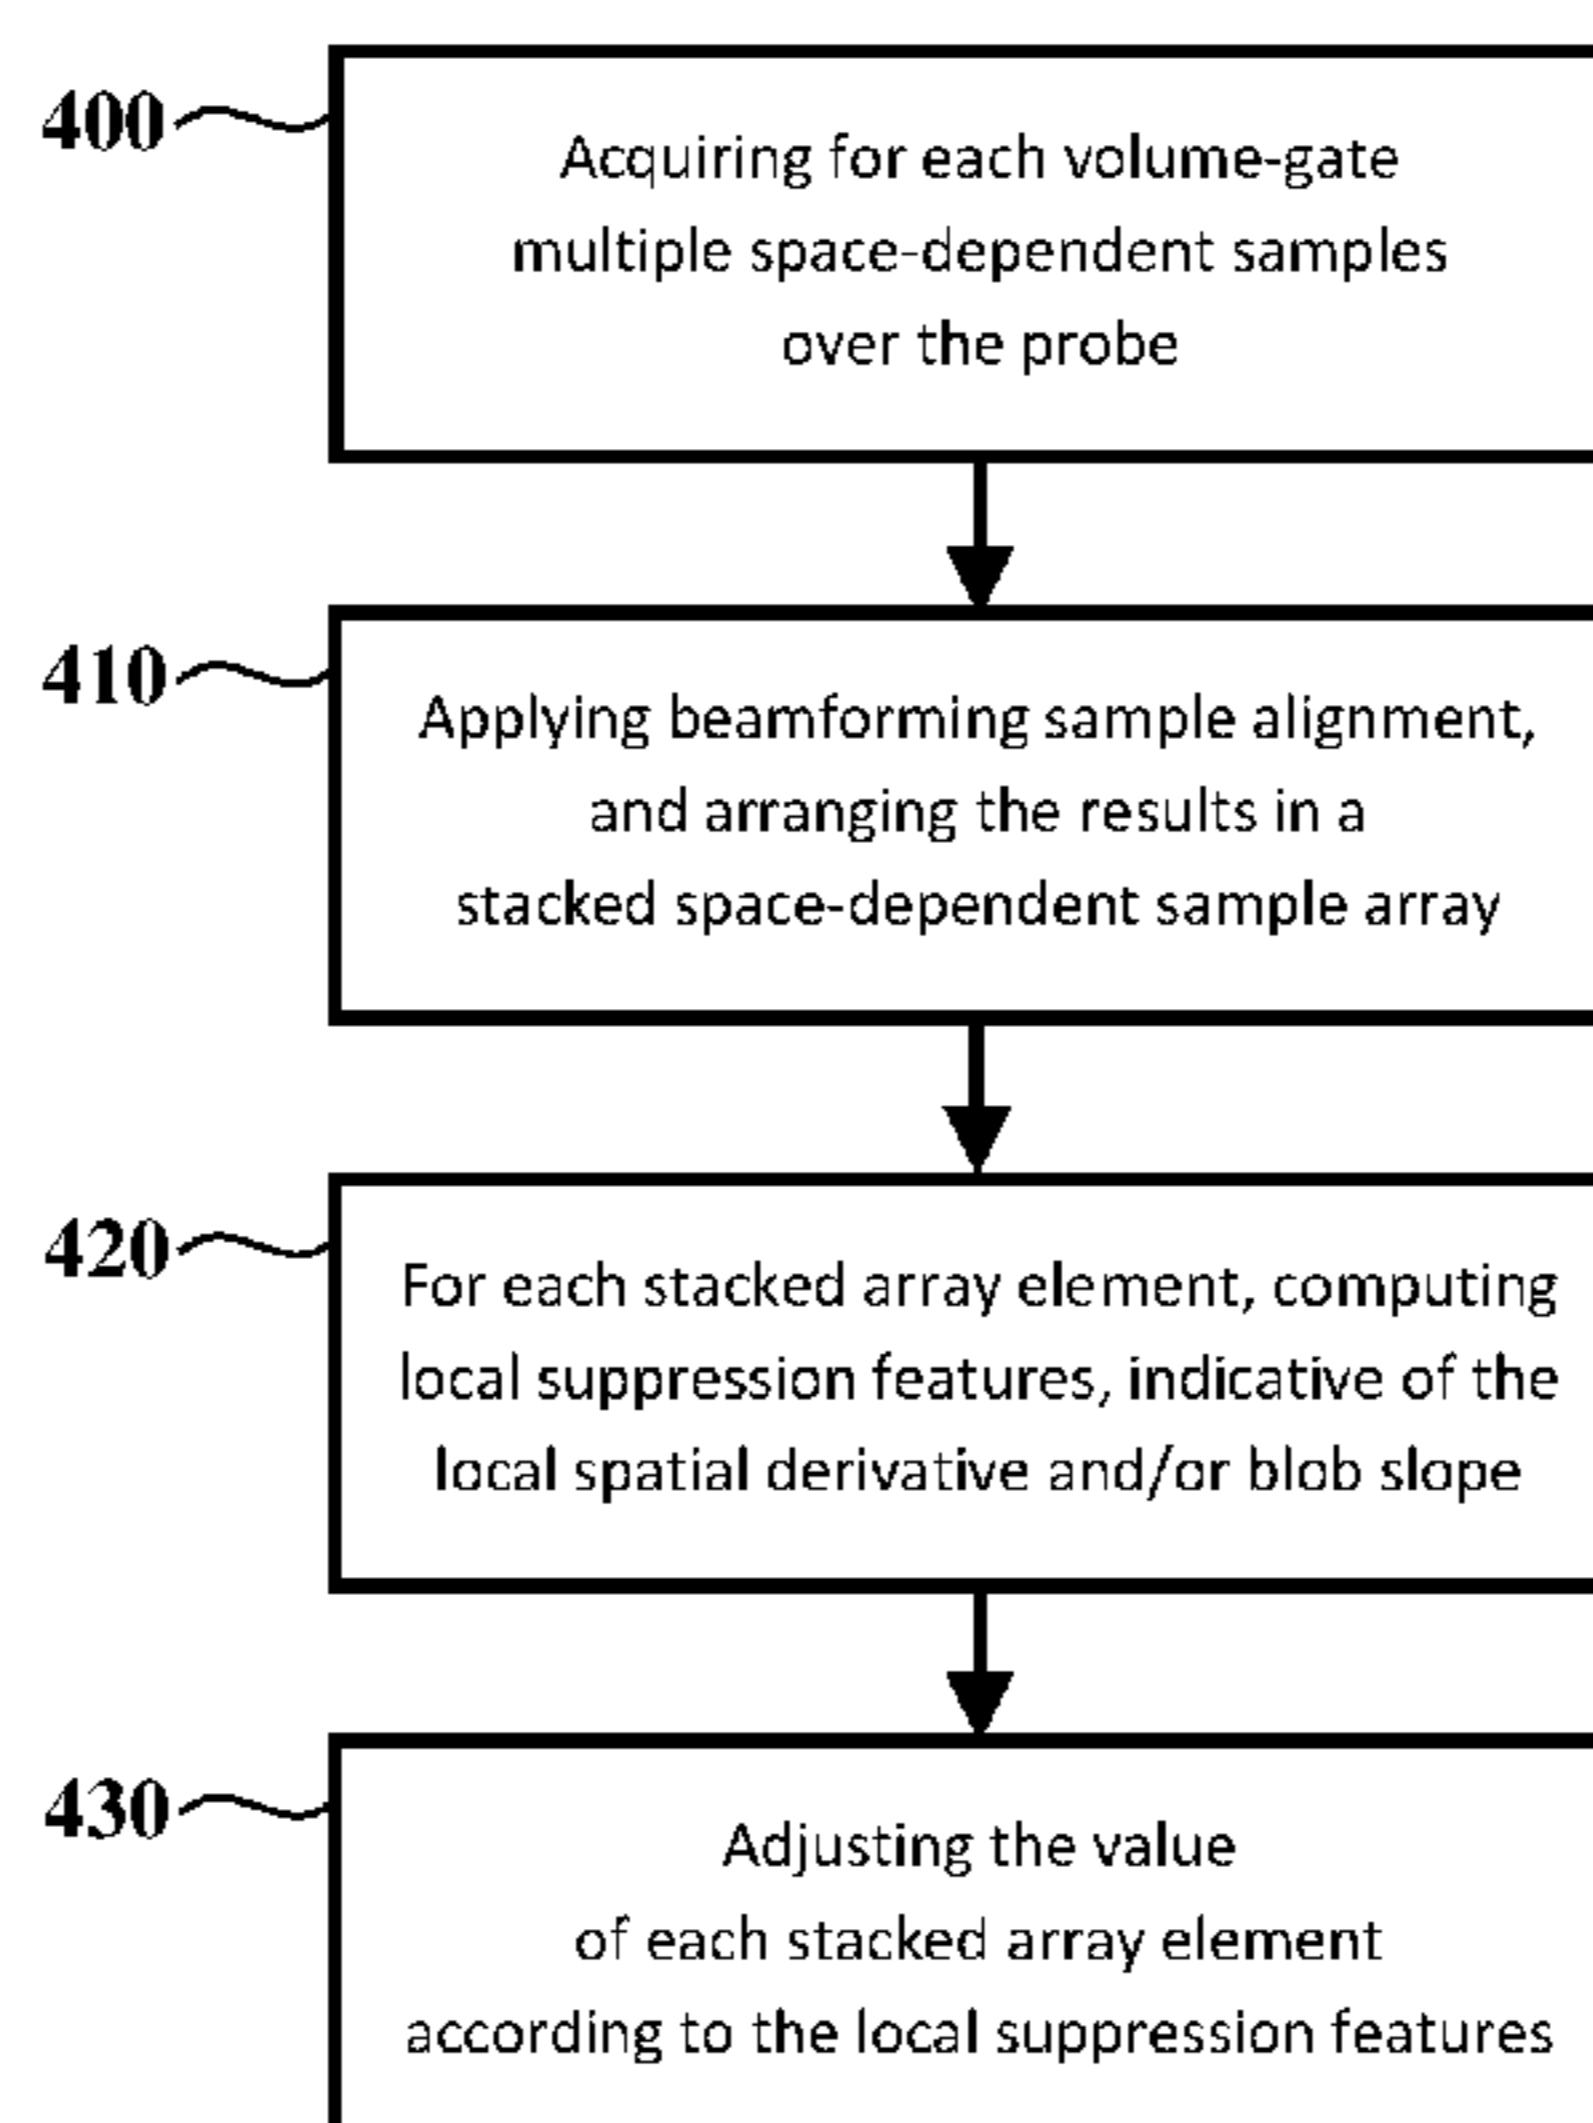 400
Acquiring for each volume-gate
multiple space-dependent samples
over the probe
410
Applying beamforming sample alignment,
and arranging the results in a
stacked space-dependent sample array
420
For each stacked array element, computing
local suppression features, indicative of the
local spatial derivative and/or blob slope
430
Adjusting the value
of each stacked array element
according to the local suppression features